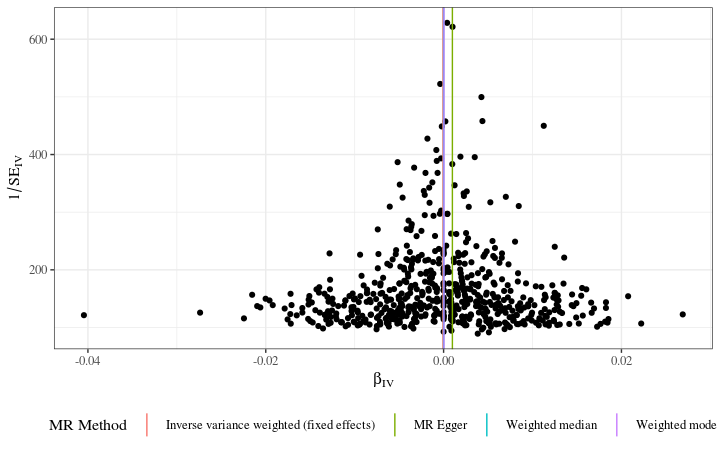 600
400
200
1/SE_IV
-0.04
-0.02
0.00
0.02
β_IV
MR Method
Inverse variance weighted (fixed effects)
MR Egger
Weighted median
Weighted mode